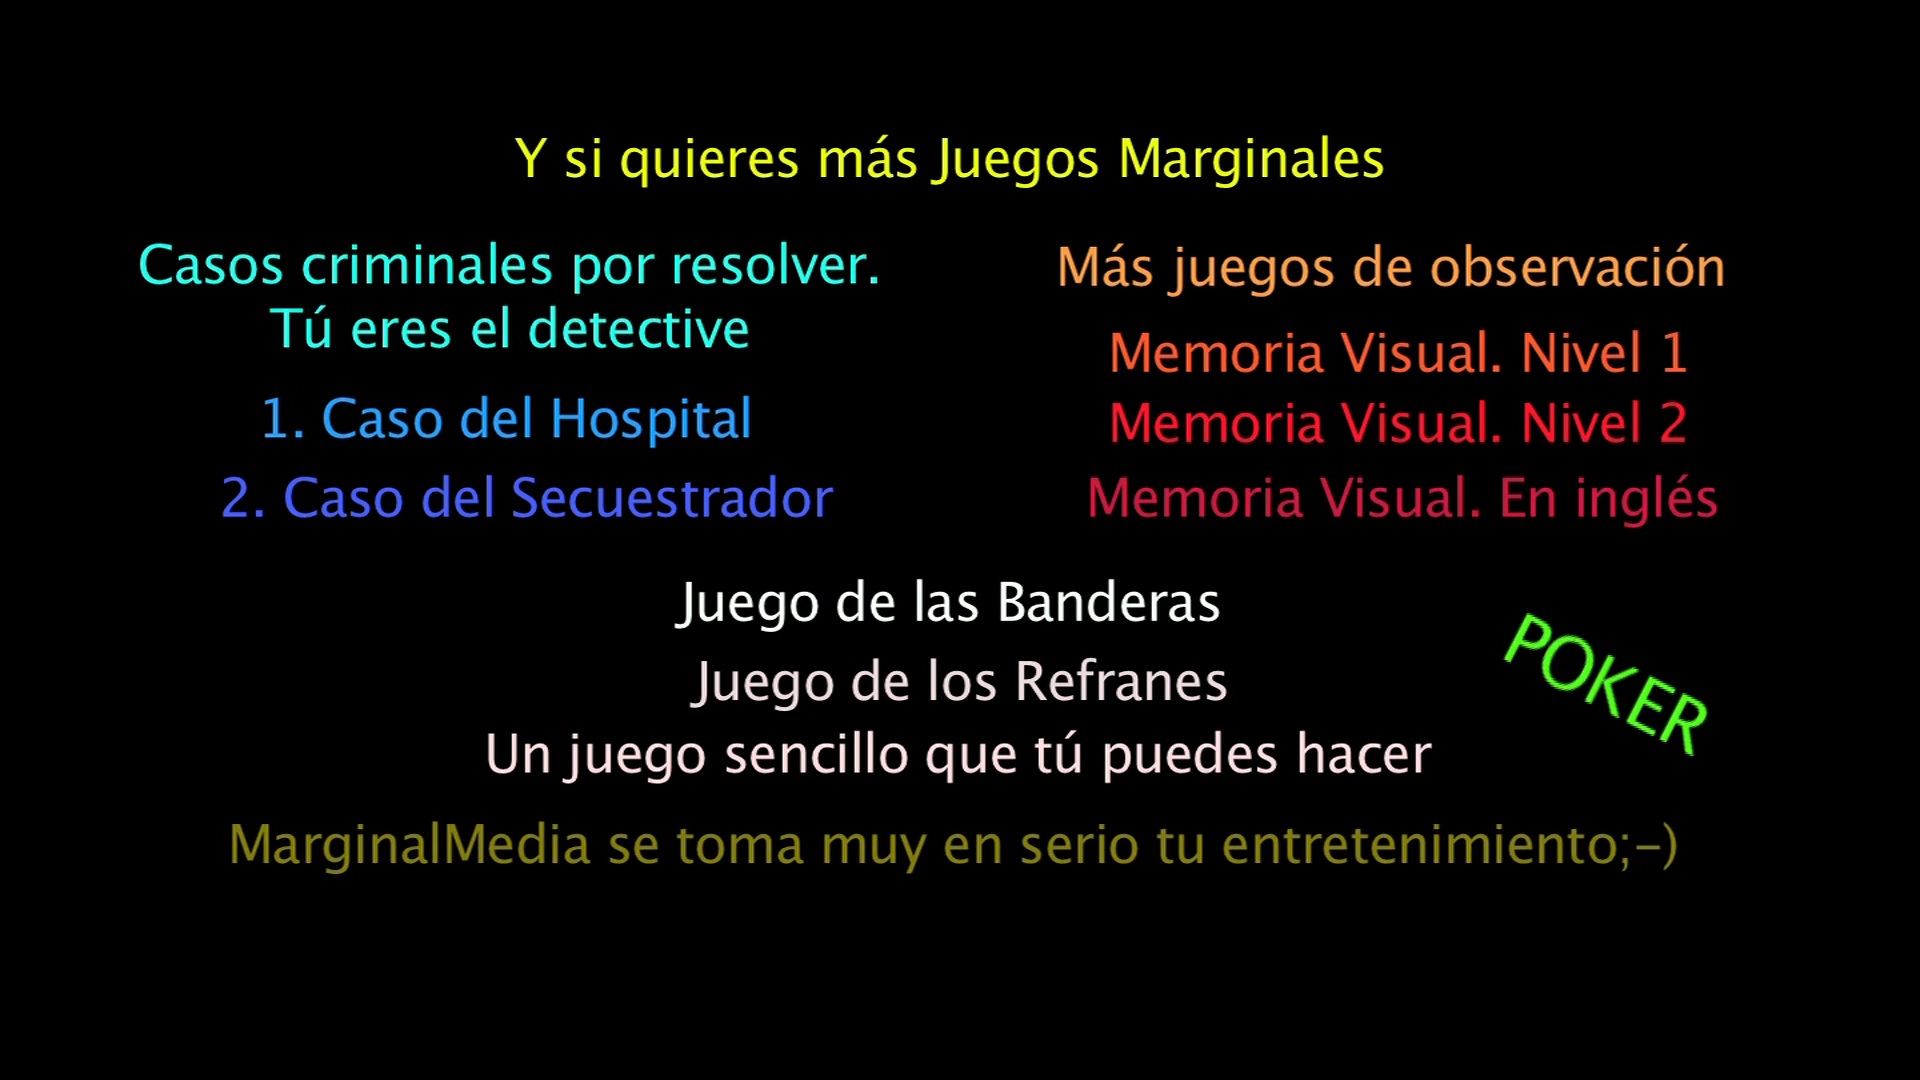 Y si quieres más Juegos Marginales
Casos criminales por resolver.
Tú eres el detective
1. Caso del Hospital
2. Caso del Secuestrador
Más juegos de observación
Memoria Visual. Nivel 1
Memoria Visual. Nivel 2
Memoria Visual. En inglés
Juego de las Banderas
Juego de los Refranes
Un juego sencillo que tú puedes hacer
POKER
MarginalMedia se toma muy en serio tu entretenimiento;-)